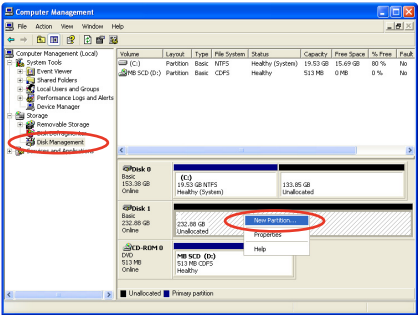 Computer Management
File Action View Window Help
Computer Management (Local)
System Tools
Event Viewer
Shared Folders
Local Users and Groups
Performance Logs and Alerts
Device Manager
Storage
Removable Storage
Disk Defragmenter
Disk Management
Services and Applications
Volume Layout Type File System Status Capacity Free Space % Free Fault
(C:) Partition Basic NTFS Healthy (System) 19.53 GB 15.69 GB 80 % No
MB SCD (D:) Partition Basic CDFS Healthy 513 MB 0 MB 0 % No
Disk 0
Basic
153.38 GB
Online
(C:)
19.53 GB NTFS
Healthy (System)
133.85 GB
Unallocated
Disk 1
Basic
232.88 GB
Online
232.88 GB
Unallocated
New Partition...
Properties
Help
CD-ROM 0
DVD
513 MB
Online
MB SCD (D:)
513 MB CDFS
Healthy
Unallocated Primary partition